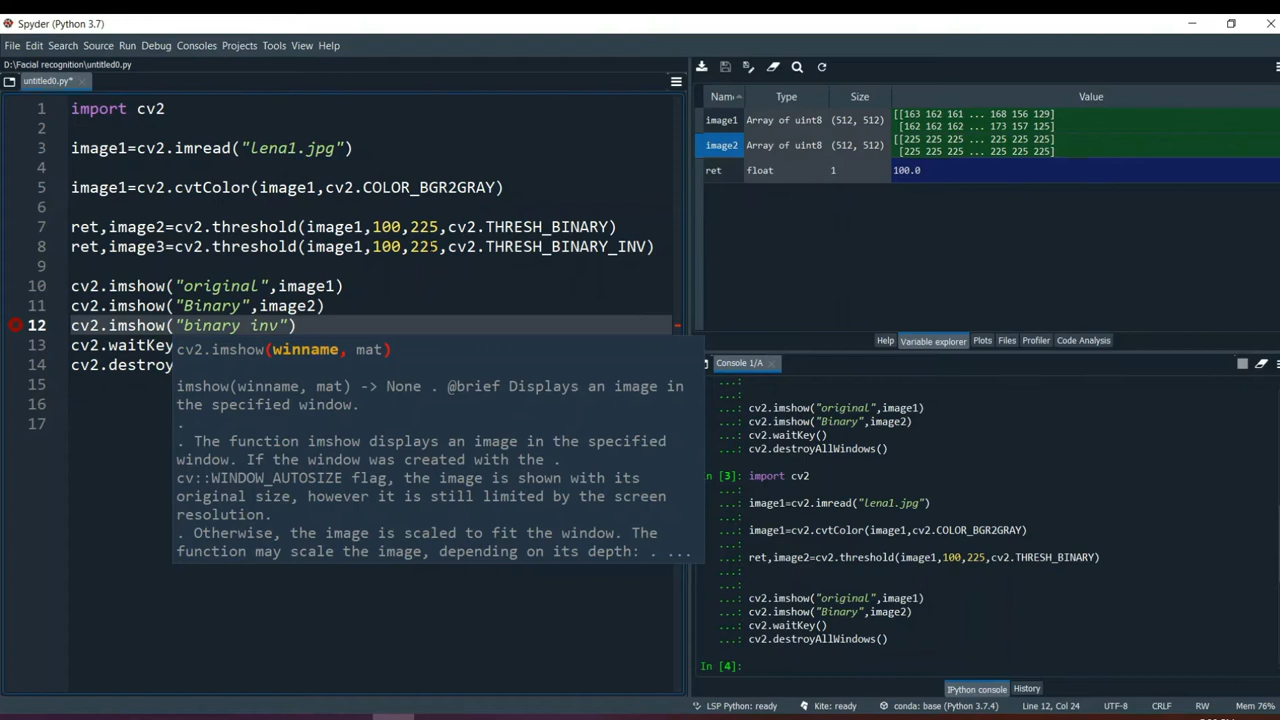 Spyder (Python 3.7)
File Edit Search Source Run Debug Consoles Projects Tools View Help
D:\Facial recognition\untitled0.py
untitled0.py*
1 import cv2
2
3 image1=cv2.imread("lena1.jpg")
4
5 image1=cv2.cvtColor(image1,cv2.COLOR_BGR2GRAY)
6
7 ret,image2=cv2.threshold(image1,100,225,cv2.THRESH_BINARY)
8 ret,image3=cv2.threshold(image1,100,225,cv2.THRESH_BINARY_INV)
9
10 cv2.imshow("original",image1)
11 cv2.imshow("Binary",image2)
12 cv2.imshow("binary inv")
13 cv2.waitKey
14 cv2.destroy
15
16
17
cv2.imshow(winname, mat)
imshow(winname, mat) -> None . @brief Displays an image in
the specified window.
.
. The function imshow displays an image in the specified
window. If the window was created with the .
cv::WINDOW_AUTOSIZE flag, the image is shown with its
original size, however it is still limited by the screen
resolution.
. Otherwise, the image is scaled to fit the window. The
function may scale the image, depending on its depth: . ...
Nam Type Size Value
image1 Array of uint8 (512, 512) [[163 162 161 ... 168 156 129]
[162 162 162 ... 173 157 125]
image2 Array of uint8 (512, 512) [[225 225 225 ... 225 225 225]
[225 225 225 ... 225 225 225]
ret float 1 100.0
Help Variable explorer Plots Files Profiler Code Analysis
Console 1/A
...:
...:
...: cv2.imshow("original",image1)
...: cv2.imshow("Binary",image2)
...: cv2.waitKey()
...: cv2.destroyAllWindows()
In [3]: import cv2
...:
...: image1=cv2.imread("lena1.jpg")
...:
...: image1=cv2.cvtColor(image1,cv2.COLOR_BGR2GRAY)
...:
...: ret,image2=cv2.threshold(image1,100,225,cv2.THRESH_BINARY)
...:
...:
...: cv2.imshow("original",image1)
...: cv2.imshow("Binary",image2)
...: cv2.waitKey()
...: cv2.destroyAllWindows()
In [4]:
IPython console History
LSP Python: ready Kite: ready conda: base (Python 3.7.4) Line 12, Col 24 UTF-8 CRLF RW Mem 76%